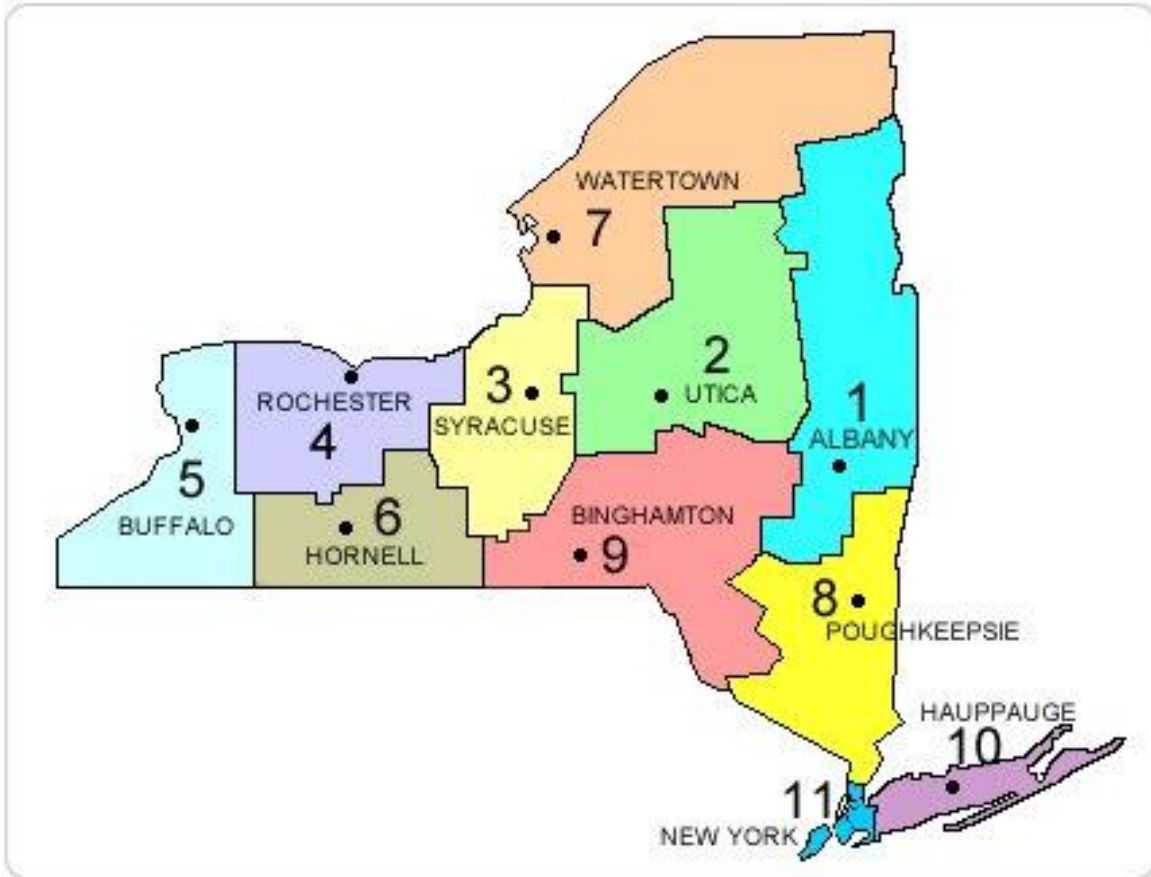 WATERTOWN
7
2
UTICA
3
SYRACUSE
1
ALBANY
ROCHESTER
4
5
BUFFALO
6
HORNELL
BINGHAMTON
9
8
POUGHKEEPSIE
HAUPPAUGE
10
11
NEW YORK